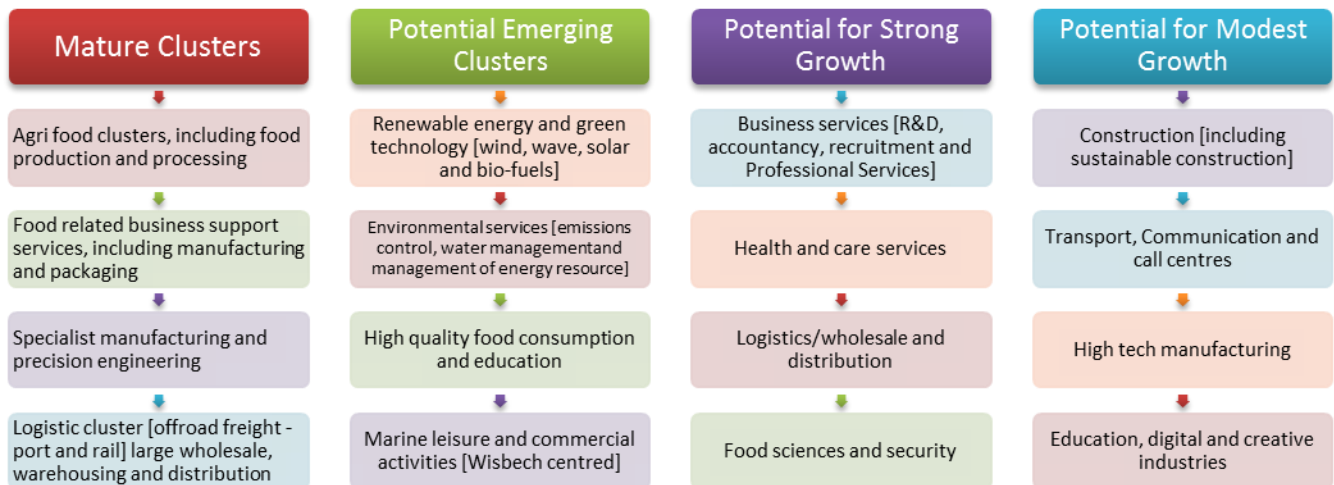 Mature Clusters
Agri food clusters, including food
production and processing
Food related business support
services, including manufacturing
and packaging
Specialist manufacturing and
precision engineering
Logistic cluster [offroad freight -
port and rail] large wholesale,
warehousing and distribution
Potential Emerging
Clusters
Renewable energy and green
technology [wind, wave, solar
and bio-fuels]
Environmental services [emissions
control, water managementand
management of energy resource]
High quality food consumption
and education
Marine leisure and commercial
activities [Wisbech centred]
Potential for Strong
Growth
Business services [R&D,
accountancy, recruitment and
Professional Services]
Health and care services
Logistics/wholesale and
distribution
Food sciences and security
Potential for Modest
Growth
Construction [including
sustainable construction]
Transport, Communication and
call centres
High tech manufacturing
Education, digital and creative
industries